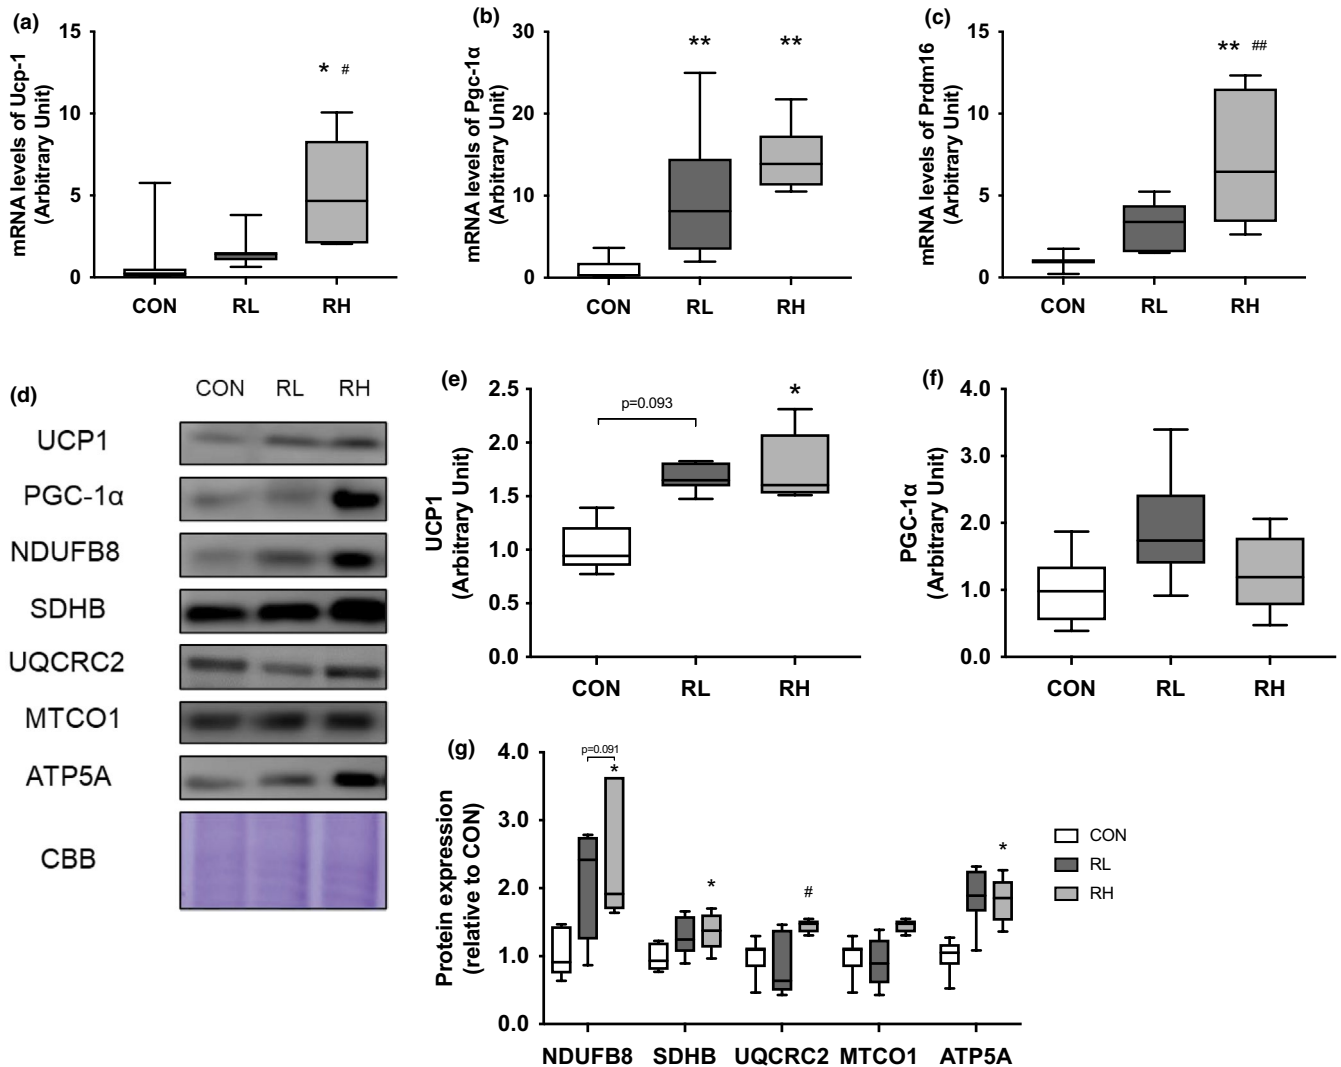 (a)
mRNA levels of Ucp-1
(Arbitrary Unit)
15
10
5
0
* #
CON RL RH
(b)
mRNA levels of Pgc-1α
(Arbitrary Unit)
30
20
10
0
** **
CON RL RH
(c)
mRNA levels of Prdm16
(Arbitrary Unit)
15
10
5
0
** ##
CON RL RH
(d)
CON RL RH
UCP1
PGC-1α
NDUFB8
SDHB
UQCRC2
MTCO1
ATP5A
CBB
(e)
UCP1
(Arbitrary Unit)
2.5
2.0
1.5
1.0
0.5
0.0
p=0.093
*
CON RL RH
(f)
PGC-1α
(Arbitrary Unit)
4.0
3.0
2.0
1.0
0.0
CON RL RH
(g)
Protein expression
(relative to CON)
4.0
3.0
2.0
1.0
0.0
p=0.091
*
*
#
*
NDUFB8 SDHB UQCRC2 MTCO1 ATP5A
CON
RL
RH